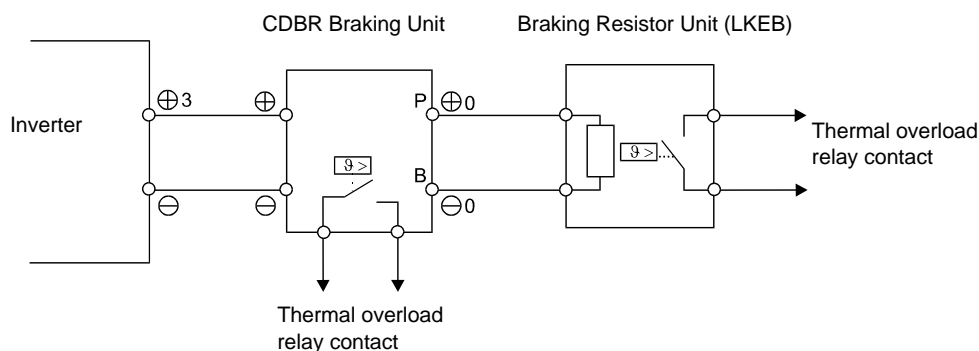 CDBR Braking Unit
Braking Resistor Unit (LKEB)
Inverter
⊕3
⊕
P
⊕0
ϑ>
ϑ>
B
⊖
⊖
⊖0
Thermal overload
relay contact
Thermal overload
relay contact